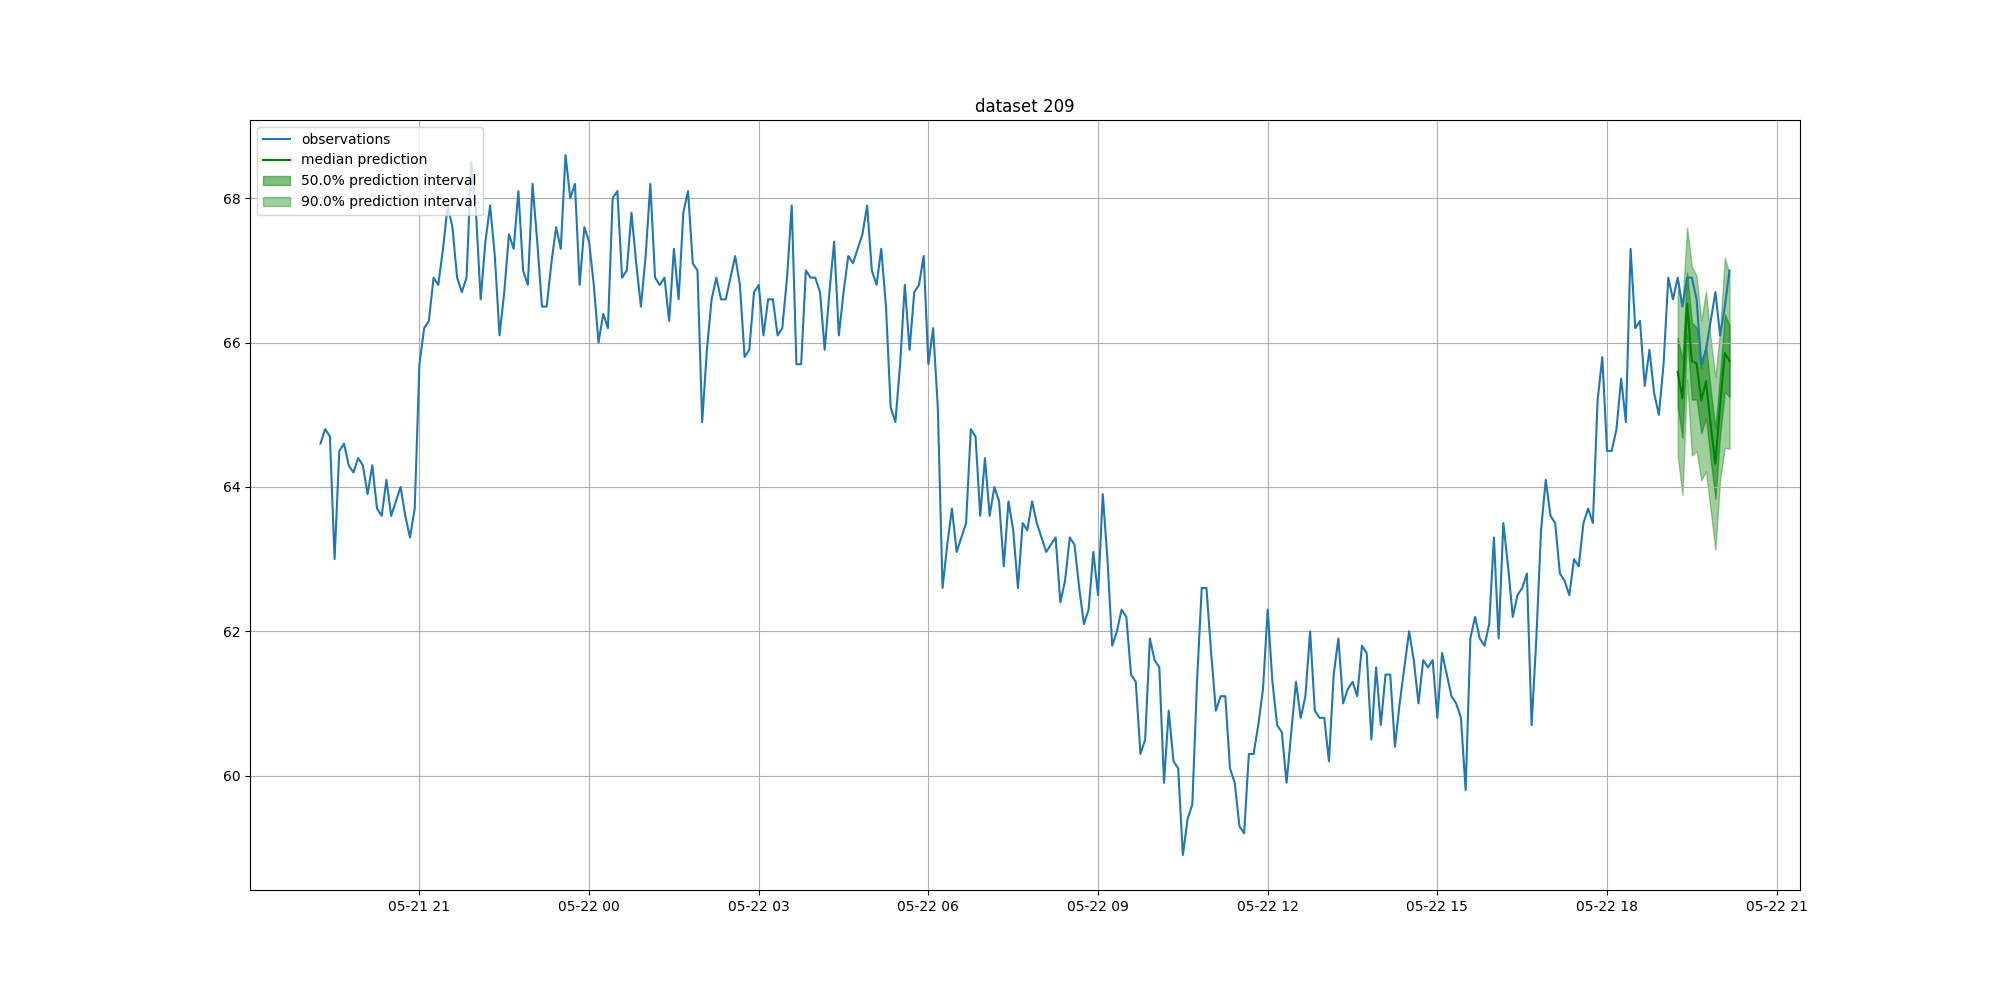 dataset 209
observations
median prediction
50.0% prediction interval
90.0% prediction interval
68
66
64
62
60
05-21 21
05-22 00
05-22 03
05-22 06
05-22 09
05-22 12
05-22 15
05-22 18
05-22 21